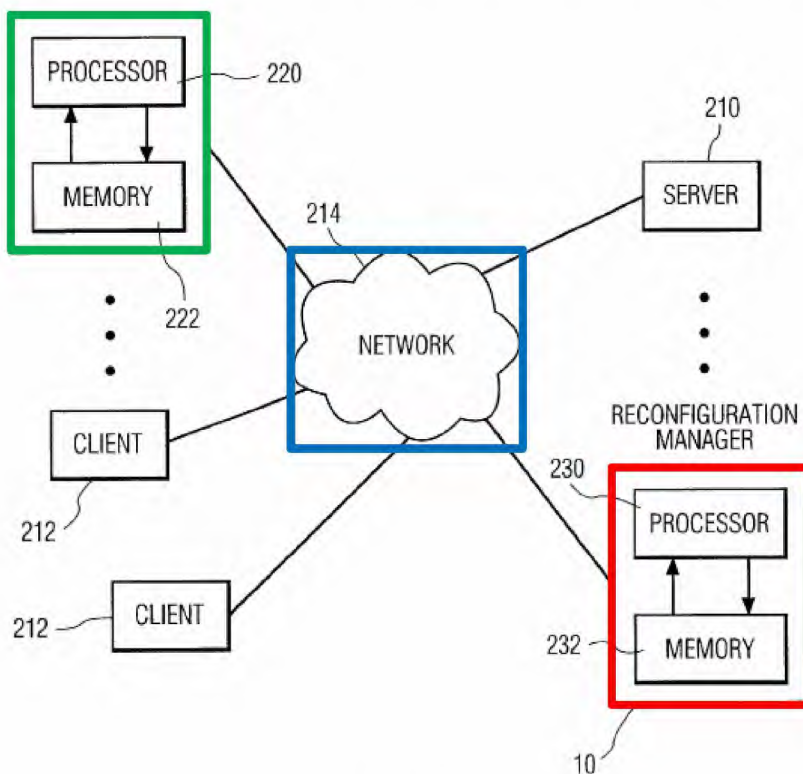 PROCESSOR
220
MEMORY
222
210
SERVER
214
NETWORK
CLIENT
212
RECONFIGURATION
MANAGER
230
PROCESSOR
232
MEMORY
10
CLIENT
212